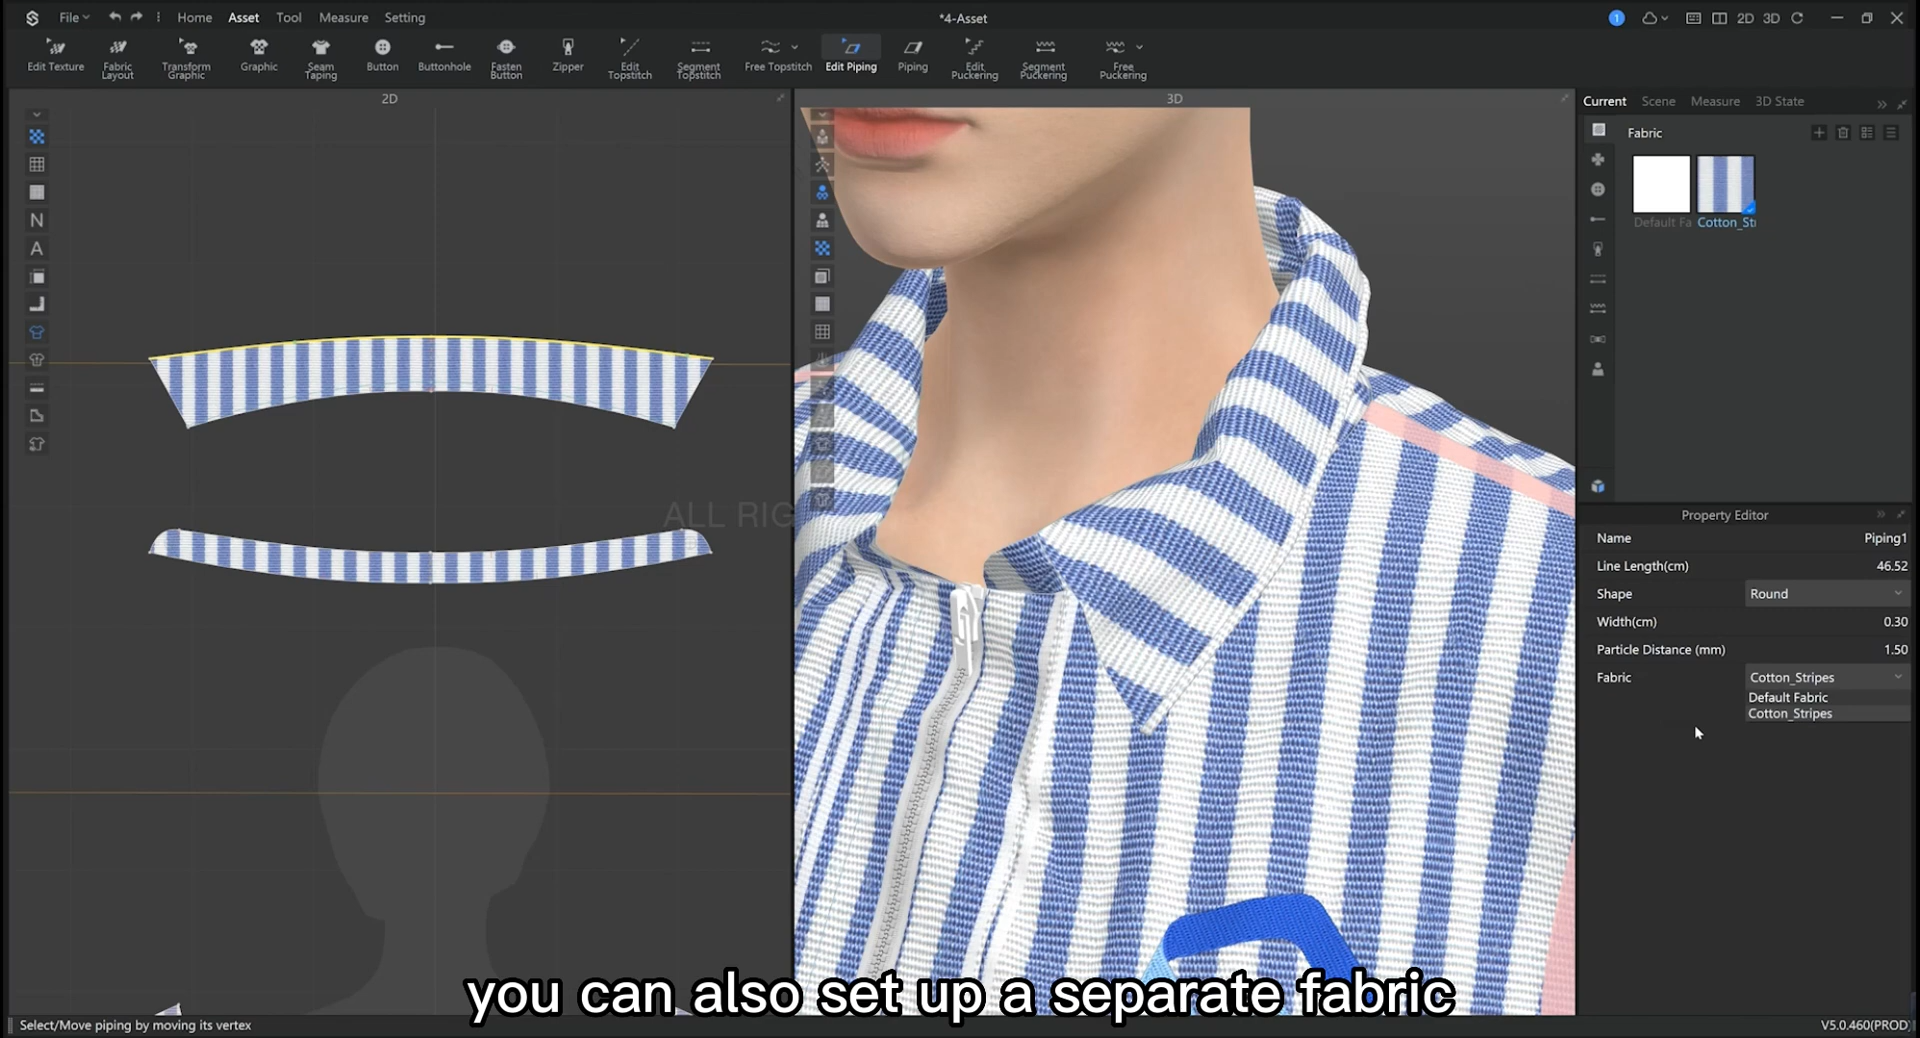 File
Home
Asset
Tool
Measure
Setting
*4-Asset
1
2D
3D
Edit Texture
Fabric
Layout
Transform
Graphic
Graphic
Seam
Taping
Button
Buttonhole
Fasten
Button
Zipper
Edit
Topstitch
Segment
Topstitch
Free Topstitch
Edit Piping
Piping
Edit
Puckering
Segment
Puckering
Free
Puckering
2D
3D
Current
Scene
Measure
3D State
Fabric
Default Fa
Cotton_Str
N
A
ALL RIG
Property Editor
Name
Piping1
Line Length(cm)
46.52
Shape
Round
Width(cm)
0.30
Particle Distance (mm)
1.50
Fabric
Cotton_Stripes
Default Fabric
Cotton_Stripes
you can also set up a separate fabric
Select/Move piping by moving its vertex
V5.0.460(PROD)